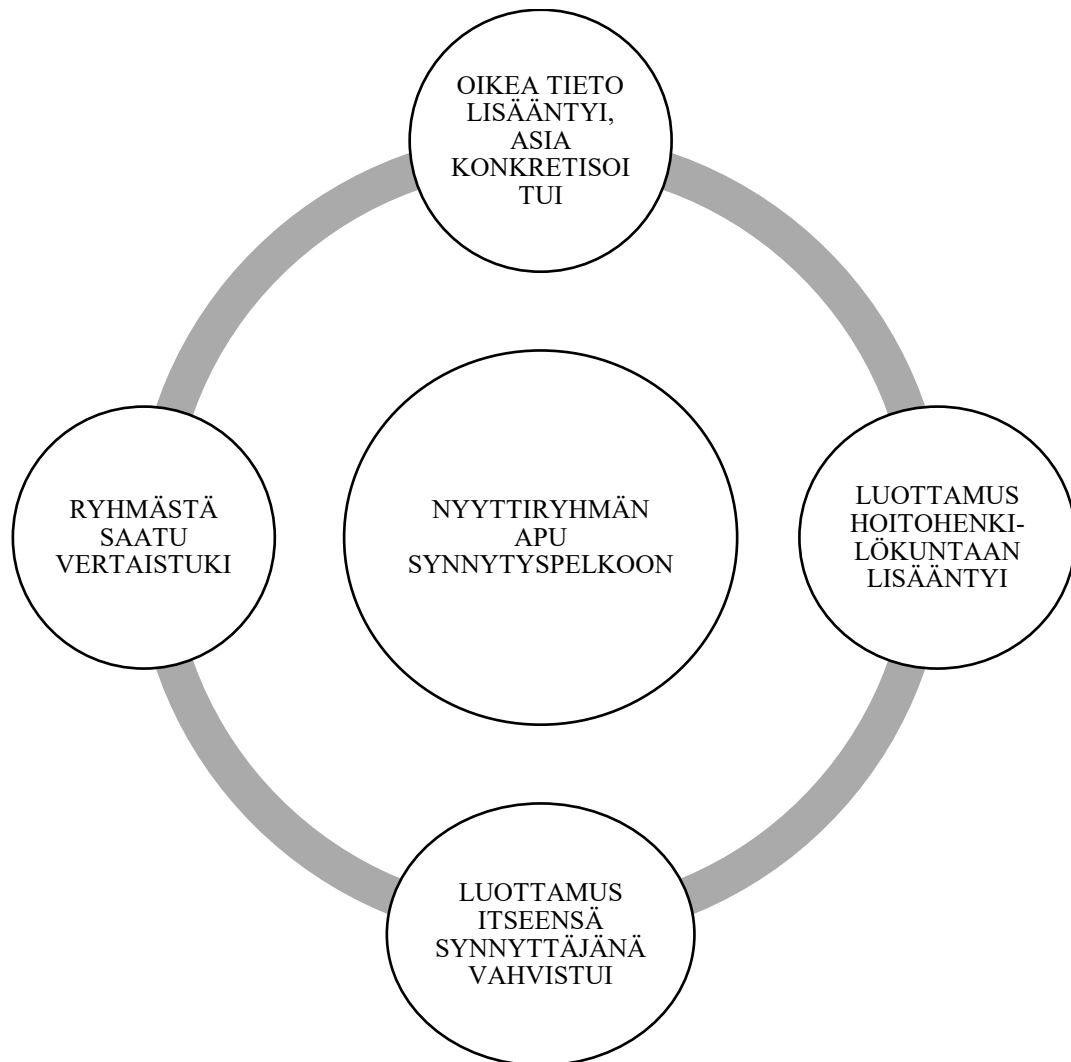 OIKEA TIETO
LISÄÄNTYI,
ASIA
KONKRETISOI
TUI
RYHMÄSTÄ
SAATU
VERTAISTUKI
NYYTTIRYHMÄN
APU
SYNNYTYSPELKOON
LUOTTAMUS
HOITOHENKI-
LÖKUNTAAN
LISÄÄNTYI
LUOTTAMUS
ITSEENSÄ
SYNNYTTÄJÄNÄ
VAHVISTUI